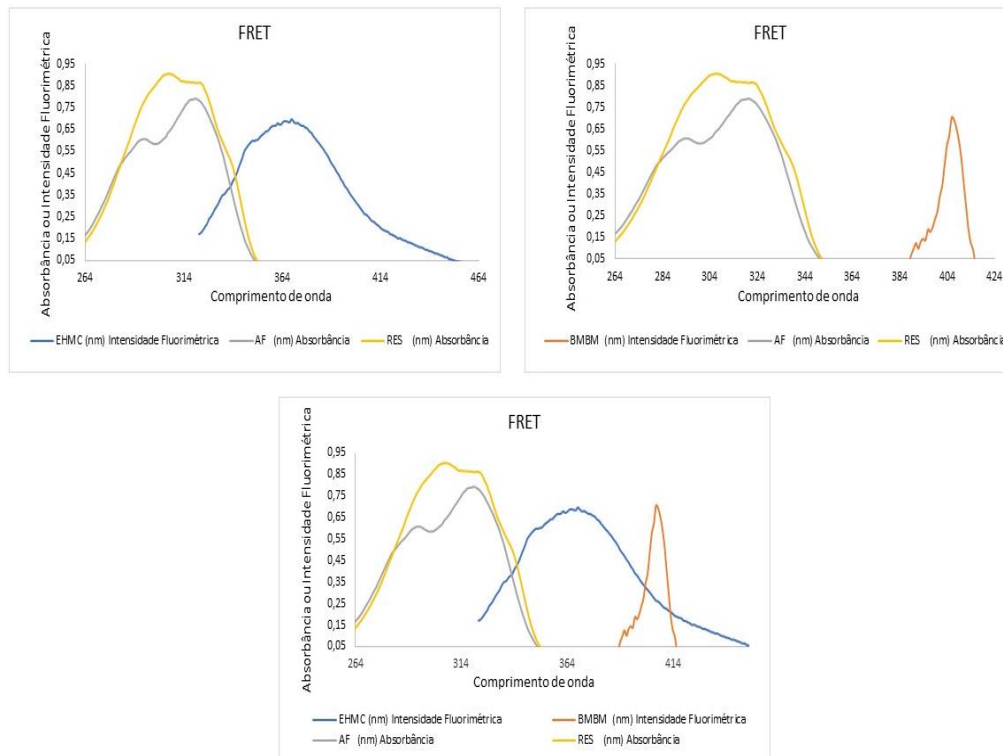 FRET
Absorbância ou Intensidade Fluorimétrica
0,95
0,85
0,75
0,65
0,55
0,45
0,35
0,25
0,15
0,05
264 314 364 414 464
Comprimento de onda
EHMC (nm) Intensidade Fluorimétrica AF (nm) Absorbância RES (nm) Absorbância
FRET
Absorbância ou Intensidade Fluorimétrica
0,95
0,85
0,75
0,65
0,55
0,45
0,35
0,25
0,15
0,05
264 284 304 324 344 364 384 404 424
Comprimento de onda
BMBM (nm) Intensidade Fluorimétrica AF (nm) Absorbância RES (nm) Absorbância
FRET
Absorbância ou Intensidade Fluorimétrica
0,95
0,85
0,75
0,65
0,55
0,45
0,35
0,25
0,15
0,05
264 314 364 414
Comprimento de onda
EHMC (nm) Intensidade Fluorimétrica BMBM (nm) Intensidade Fluorimétrica
AF (nm) Absorbância RES (nm) Absorbância